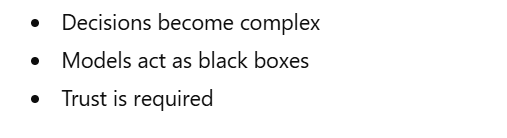 • Decisions become complex
• Models act as black boxes
• Trust is required